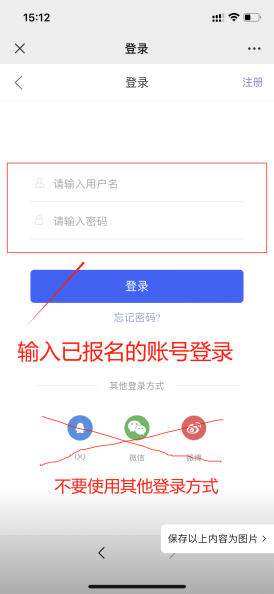 15:12
登录
登录 注册
请输入用户名
请输入密码
登录
忘记密码?
输入已报名的账号登录
其他登录方式
QQ 微信 微博
不要使用其他登录方式
保存以上内容为图片